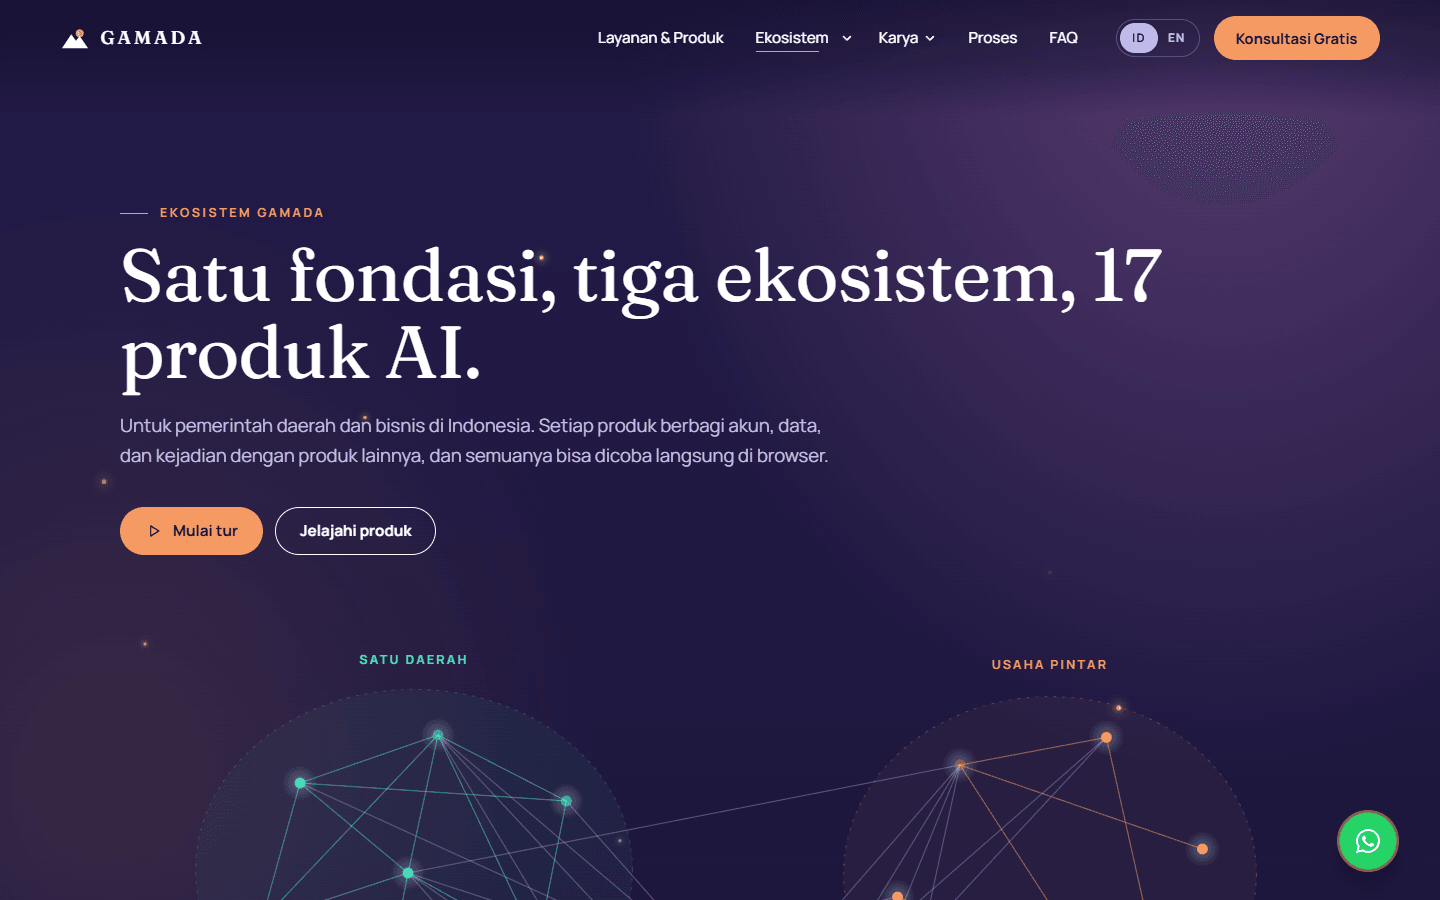 GAMADA
Layanan & Produk
Ekosistem
Karya
Proses
FAQ
ID
EN
Konsultasi Gratis
EKOSISTEM GAMADA
Satu fondasi, tiga ekosistem, 17
produk AI.
Untuk pemerintah daerah dan bisnis di Indonesia. Setiap produk berbagi akun, data,
dan kejadian dengan produk lainnya, dan semuanya bisa dicoba langsung di browser.
Mulai tur
Jelajahi produk
SATU DAERAH
USAHA PINTAR